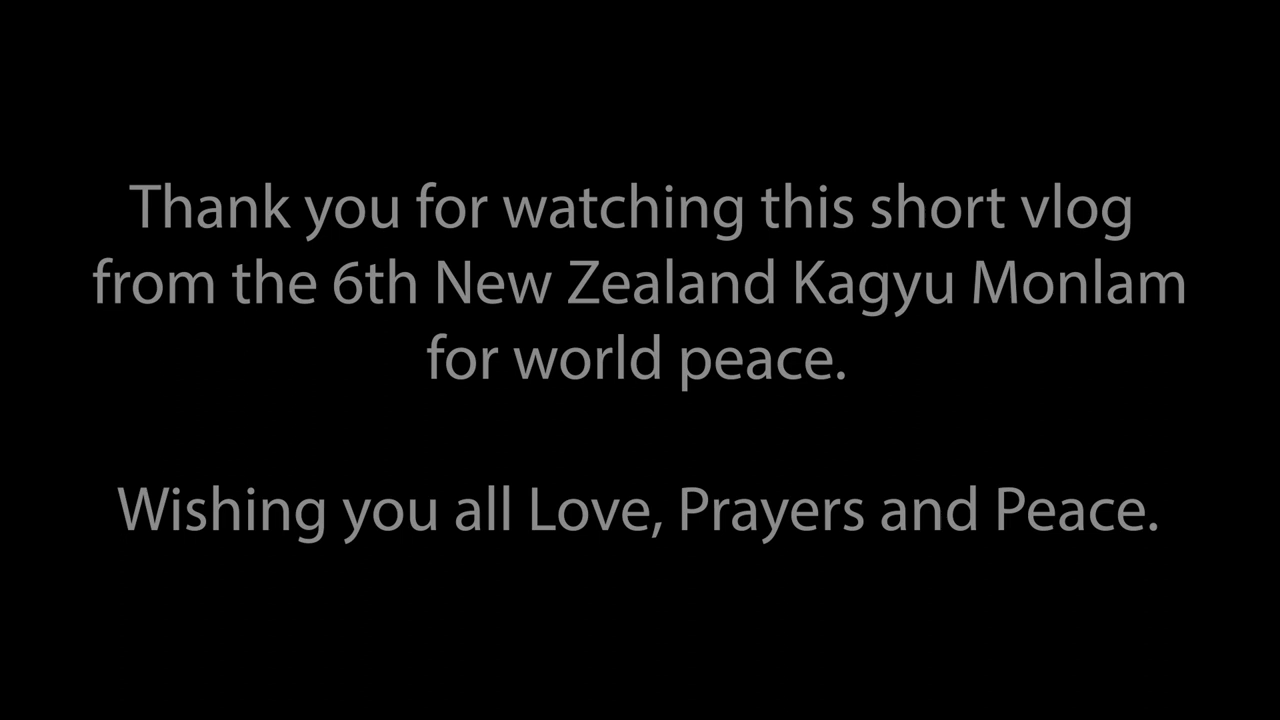 Thank you for watching this short vlog
from the 6th New Zealand Kagyu Monlam
for world peace.
Wishing you all Love, Prayers and Peace.